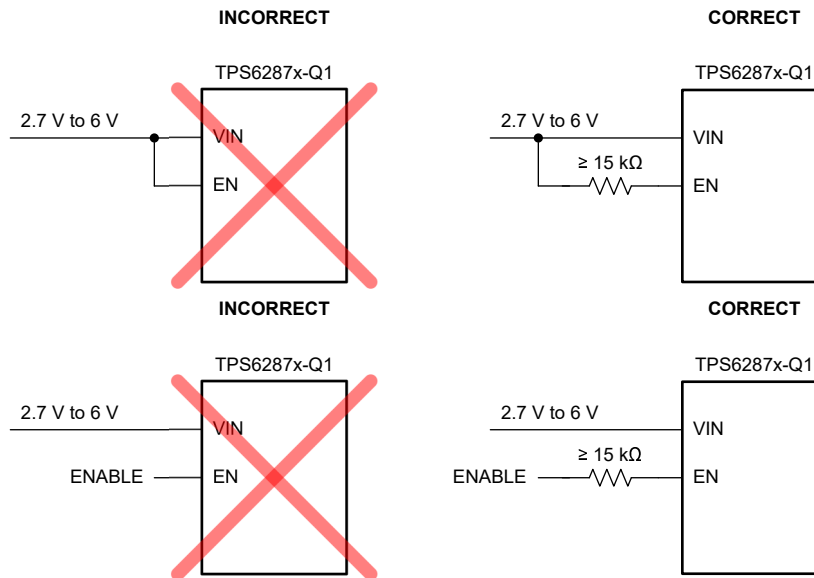 INCORRECT
CORRECT
TPS6287x-Q1
TPS6287x-Q1
2.7 V to 6 V
VIN
EN
2.7 V to 6 V
≥ 15 kΩ
VIN
EN
INCORRECT
CORRECT
TPS6287x-Q1
TPS6287x-Q1
2.7 V to 6 V
VIN
ENABLE
EN
2.7 V to 6 V
VIN
≥ 15 kΩ
ENABLE
EN